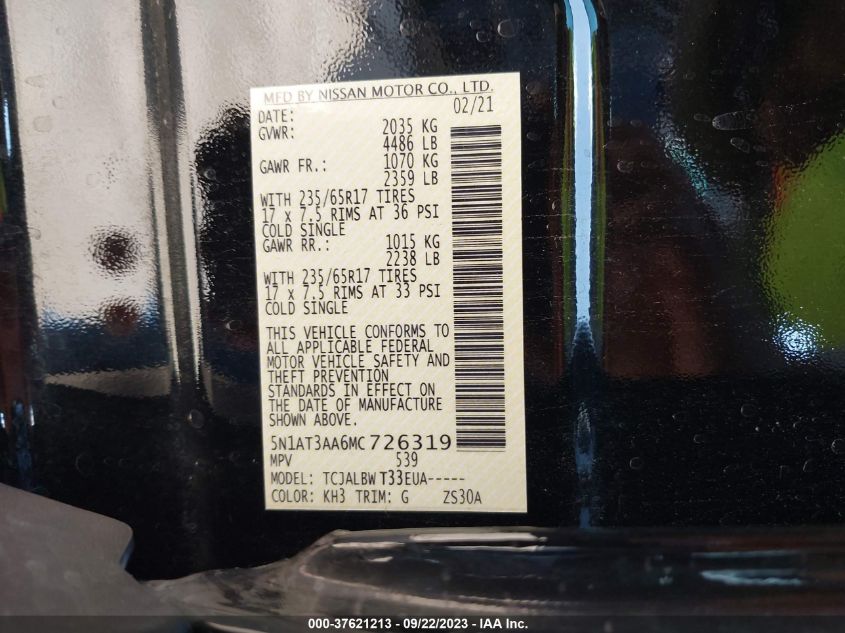 MFD BY NISSAN MOTOR CO., LTD.
DATE: 02/21
GVWR: 2035 KG
4486 LB
GAWR FR.: 1070 KG
2359 LB
WITH 235/65R17 TIRES
17 x 7.5 RIMS AT 36 PSI
COLD SINGLE
GAWR RR.: 1015 KG
2238 LB
WITH 235/65R17 TIRES
17 x 7.5 RIMS AT 33 PSI
COLD SINGLE
THIS VEHICLE CONFORMS TO
ALL APPLICABLE FEDERAL
MOTOR VEHICLE SAFETY AND
THEFT PREVENTION
STANDARDS IN EFFECT ON
THE DATE OF MANUFACTURE
SHOWN ABOVE.
5N1AT3AA6MC726319
MPV 539
MODEL: TCJALBW T33EUA-----
COLOR: KH3 TRIM: G ZS30A
000-37621213 - 09/22/2023 - IAA Inc.